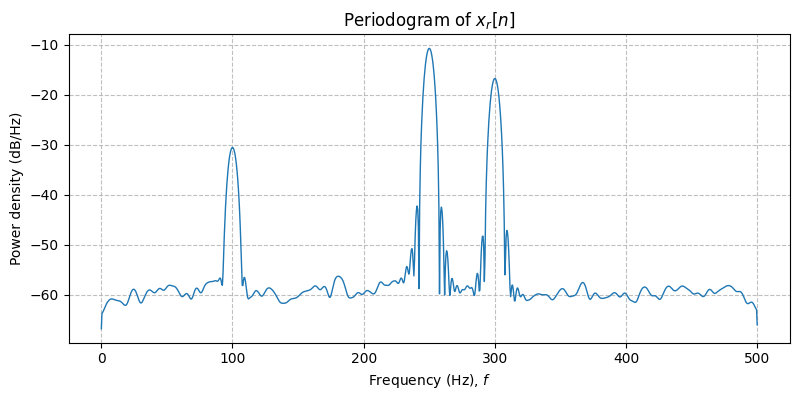 Periodogram of $x_r[n]$
Power density (dB/Hz)
−10
−20
−30
−40
−50
−60
0 100 200 300 400 500
Frequency (Hz), $f$